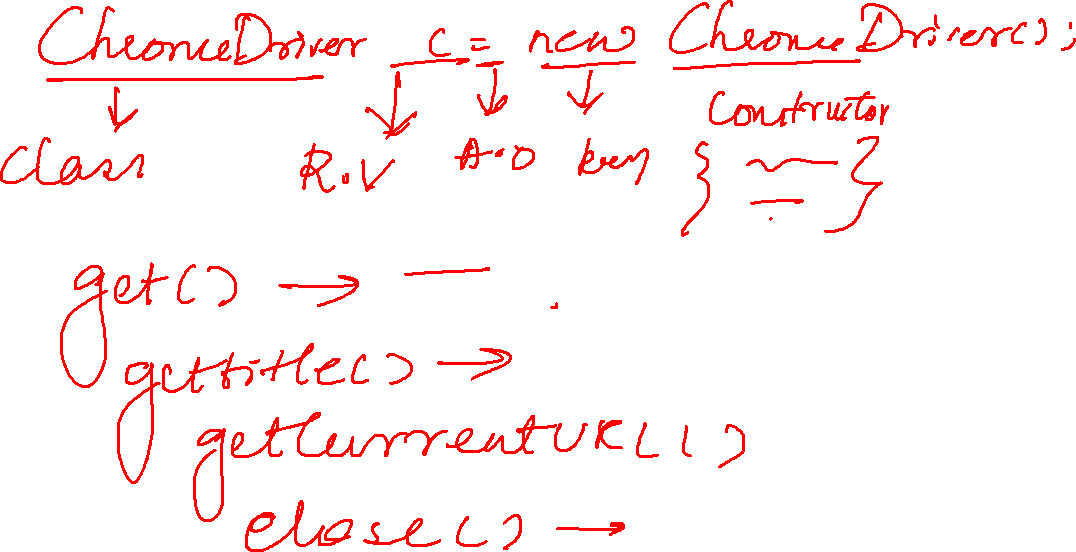 ChromeDriver c = new ChromeDriver();
Constructor
class R.V A.O key { }
get() →
gettitle() →
getCurrentURL()
close() →